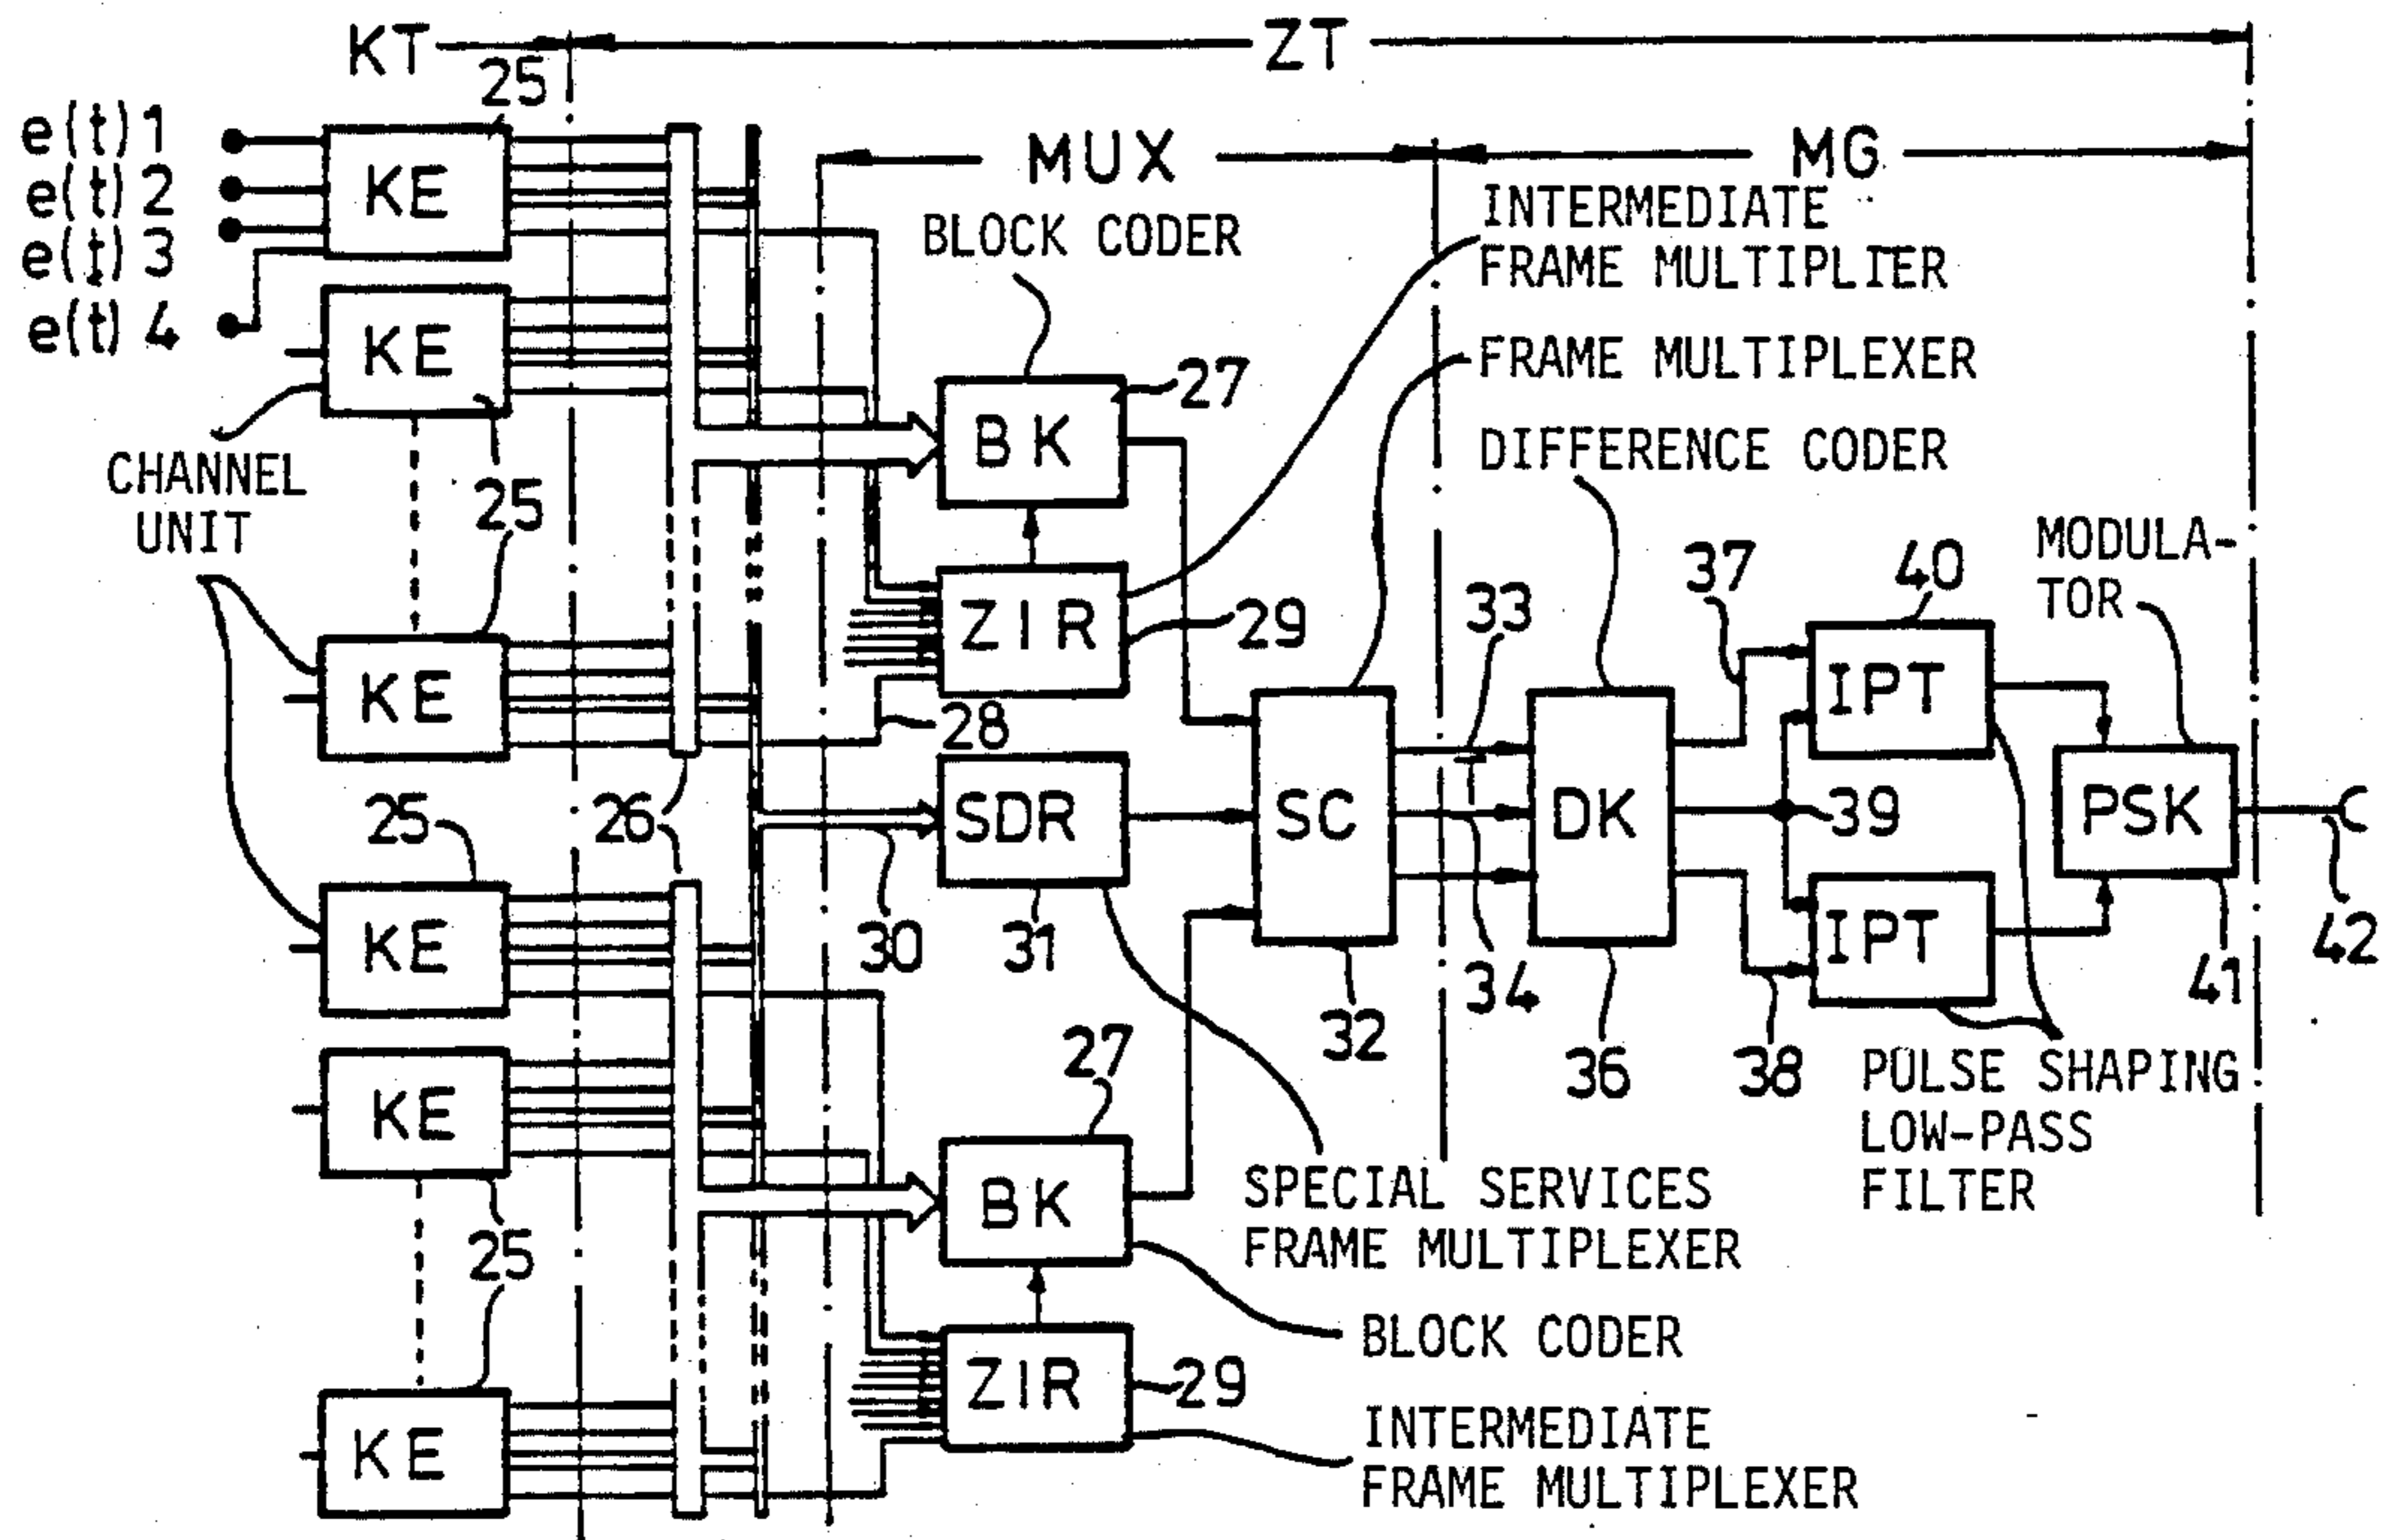 KT
ZT
25
e(t)1
e(t)2
e(t)3
e(t)4
KE
MUX
MG
BLOCK CODER
INTERMEDIATE
FRAME MULTIPLIER
KE
27
FRAME MULTIPLEXER
BK
DIFFERENCE CODER
CHANNEL
UNIT
25
25
MODULA-
TOR
37
40
33
ZIR
29
KE
IPT
28
25
26
SDR
SC
DK
39
PSK
KE
30
31
34
IPT
41
42
32
36
38
27
KE
PULSE SHAPING
LOW-PASS
FILTER
BK
SPECIAL SERVICES
FRAME MULTIPLEXER
25
BLOCK CODER
ZIR
29
KE
INTERMEDIATE
FRAME MULTIPLEXER